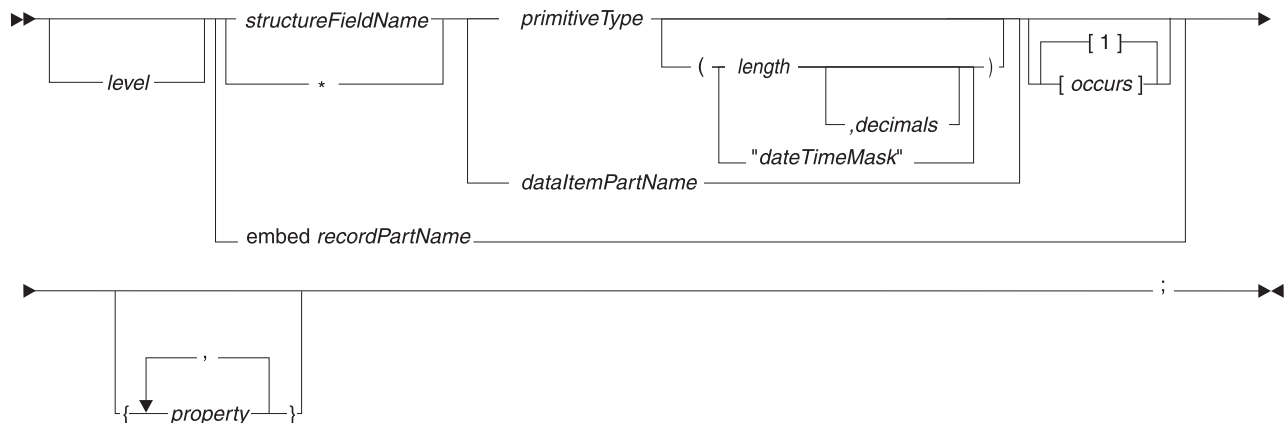 structureFieldName primitiveType
[ 1 ]
level * ( length ) [ occurs ]
,decimals
"dateTimeMask"
dataItemPartName
embed recordPartName
;
,
{ property }